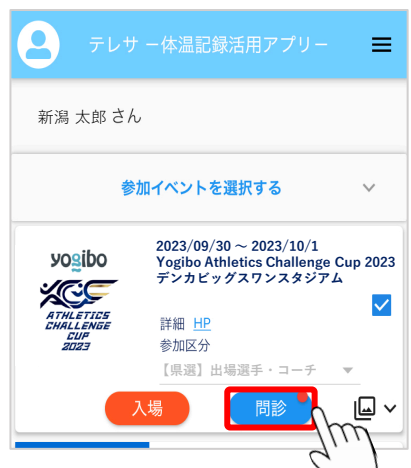 テレサ ー体温記録活用アプリー
新潟 太郎 さん
参加イベントを選択する
yogibo
ATHLETICS
CHALLENGE
CUP
2023
2023/09/30 ～ 2023/10/1
Yogibo Athletics Challenge Cup 2023
デンカビッグスワンスタジアム
詳細 HP
参加区分
【県選】出場選手・コーチ
入場 問診